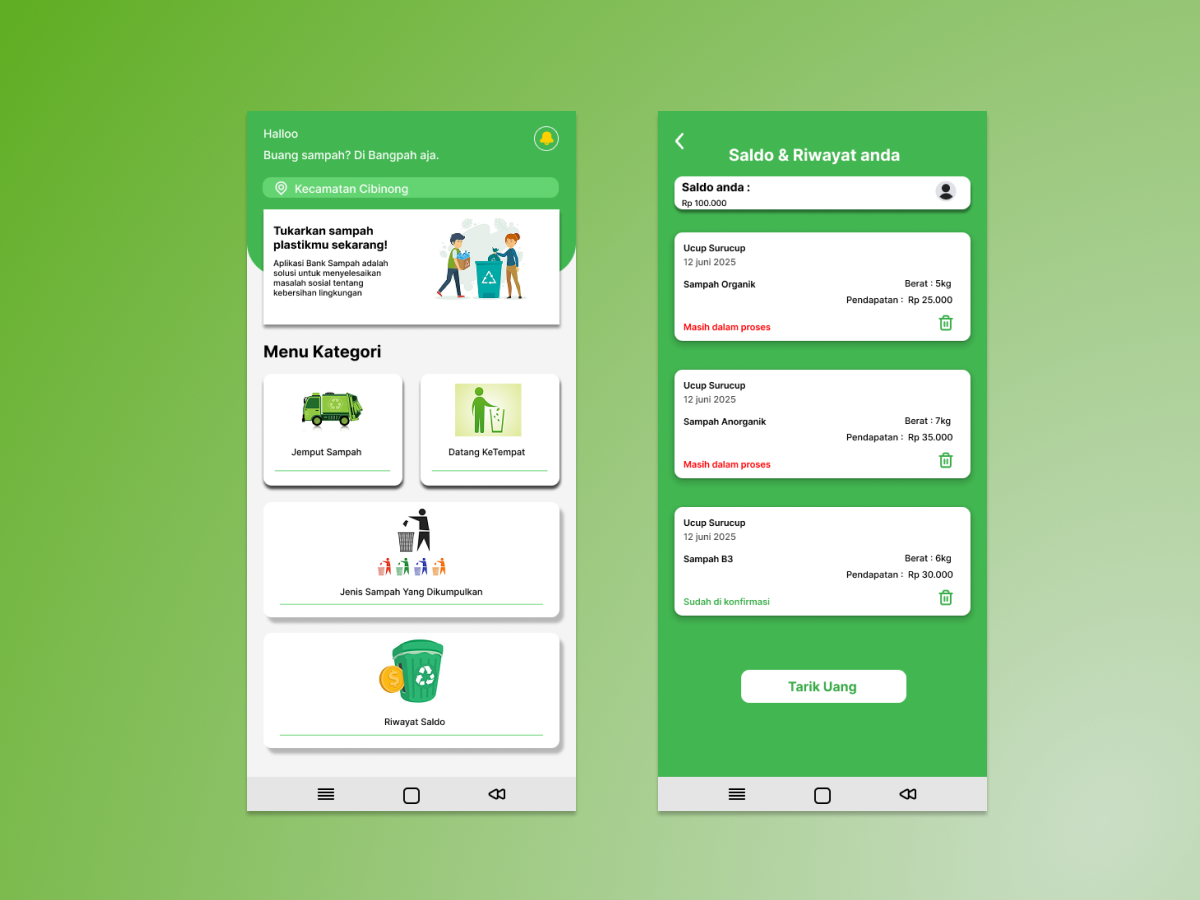 Halloo
Buang sampah? Di Bangpah aja.
Kecamatan Cibinong
Tukarkan sampah
plastikmu sekarang!
Aplikasi Bank Sampah adalah
solusi untuk menyelesaikan
masalah sosial tentang
kebersihan lingkungan
Menu Kategori
Jemput Sampah
Datang KeTempat
Jenis Sampah Yang Dikumpulkan
Riwayat Saldo
Saldo & Riwayat anda
Saldo anda :
Rp 100.000
Ucup Surucup
12 juni 2025
Sampah Organik
Berat : 5kg
Pendapatan : Rp 25.000
Masih dalam proses
Ucup Surucup
12 juni 2025
Sampah Anorganik
Berat : 7kg
Pendapatan : Rp 35.000
Masih dalam proses
Ucup Surucup
12 juni 2025
Sampah B3
Berat : 6kg
Pendapatan : Rp 30.000
Sudah di konfirmasi
Tarik Uang